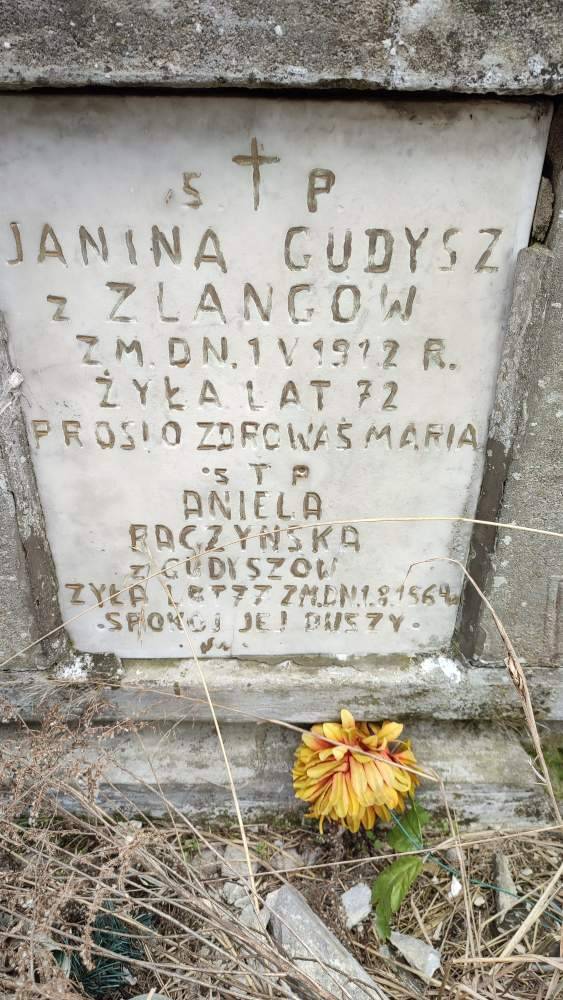 S † P
JANINA GUDYSZ
z ZLANGÓW
ZM. DN. 1 V 1912 R.
ŻYŁA LAT 72
PROSI O ZDROWAŚ MARIA
Ś T P
ANIELA
RACZYŃSKA
z GUDYSZÓW
ŻYŁA LAT 77 ZM. DN. 1.8.1964
SPOKÓJ JEJ DUSZY